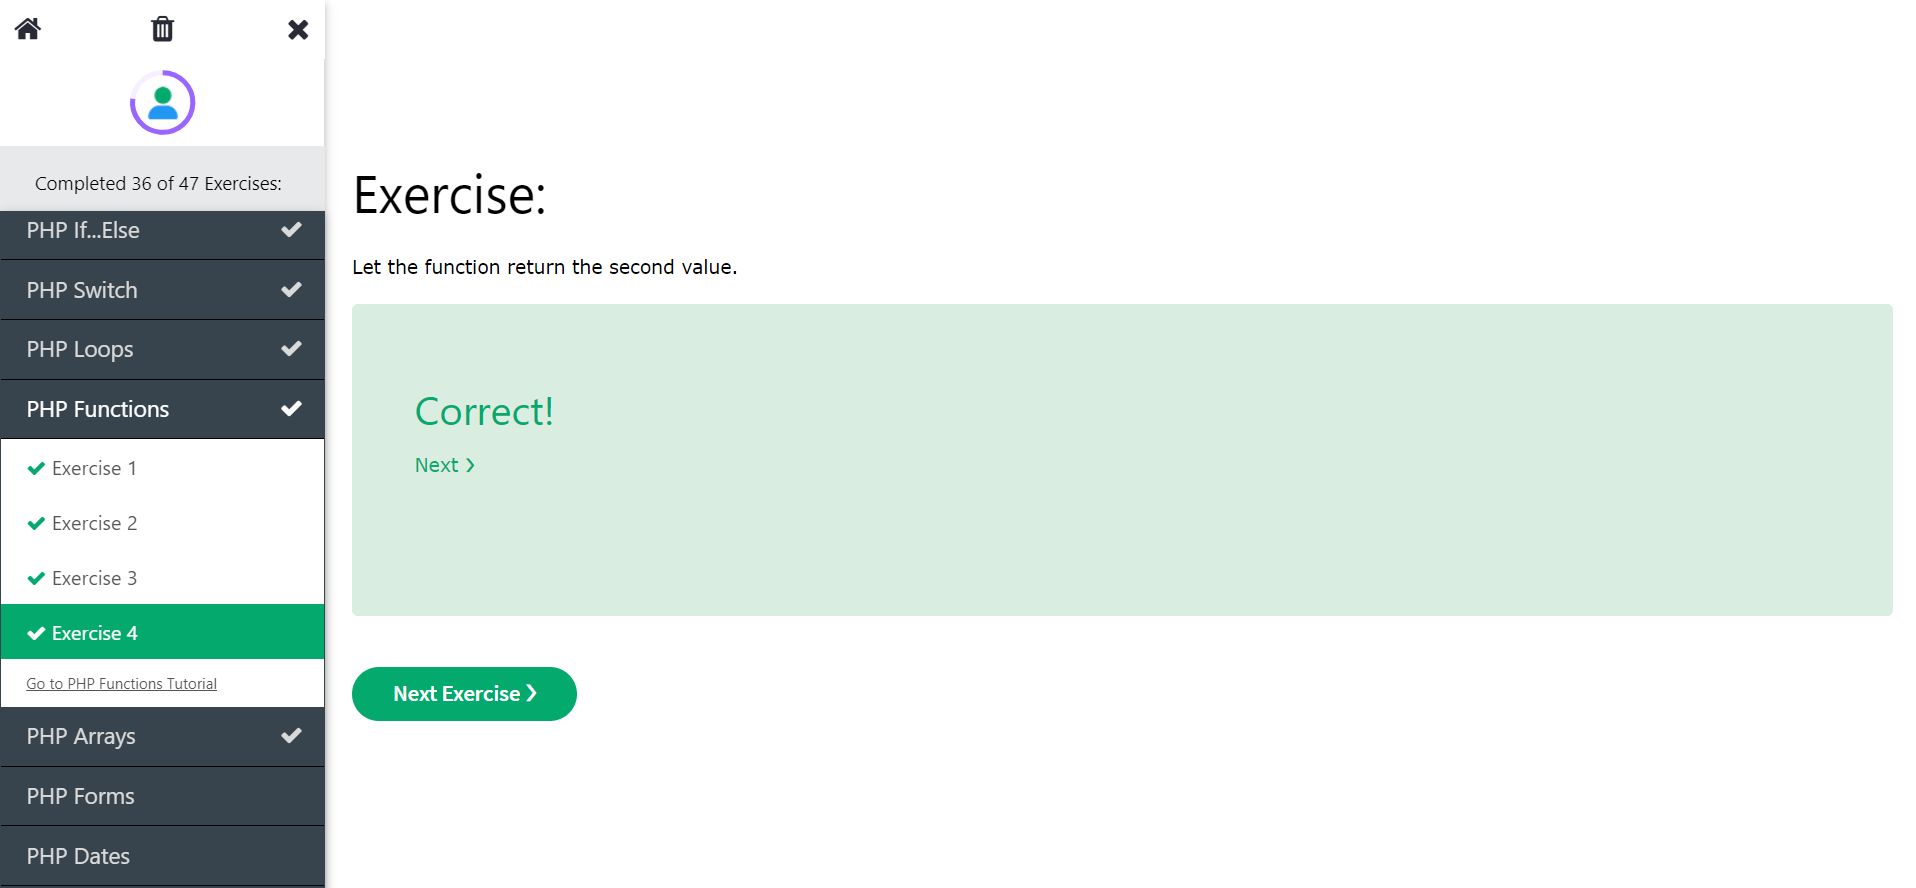 Completed 36 of 47 Exercises:
PHP If...Else
PHP Switch
PHP Loops
PHP Functions
Exercise 1
Exercise 2
Exercise 3
Exercise 4
Go to PHP Functions Tutorial
PHP Arrays
PHP Forms
PHP Dates
Exercise:
Let the function return the second value.
Correct!
Next ❯
Next Exercise ❯